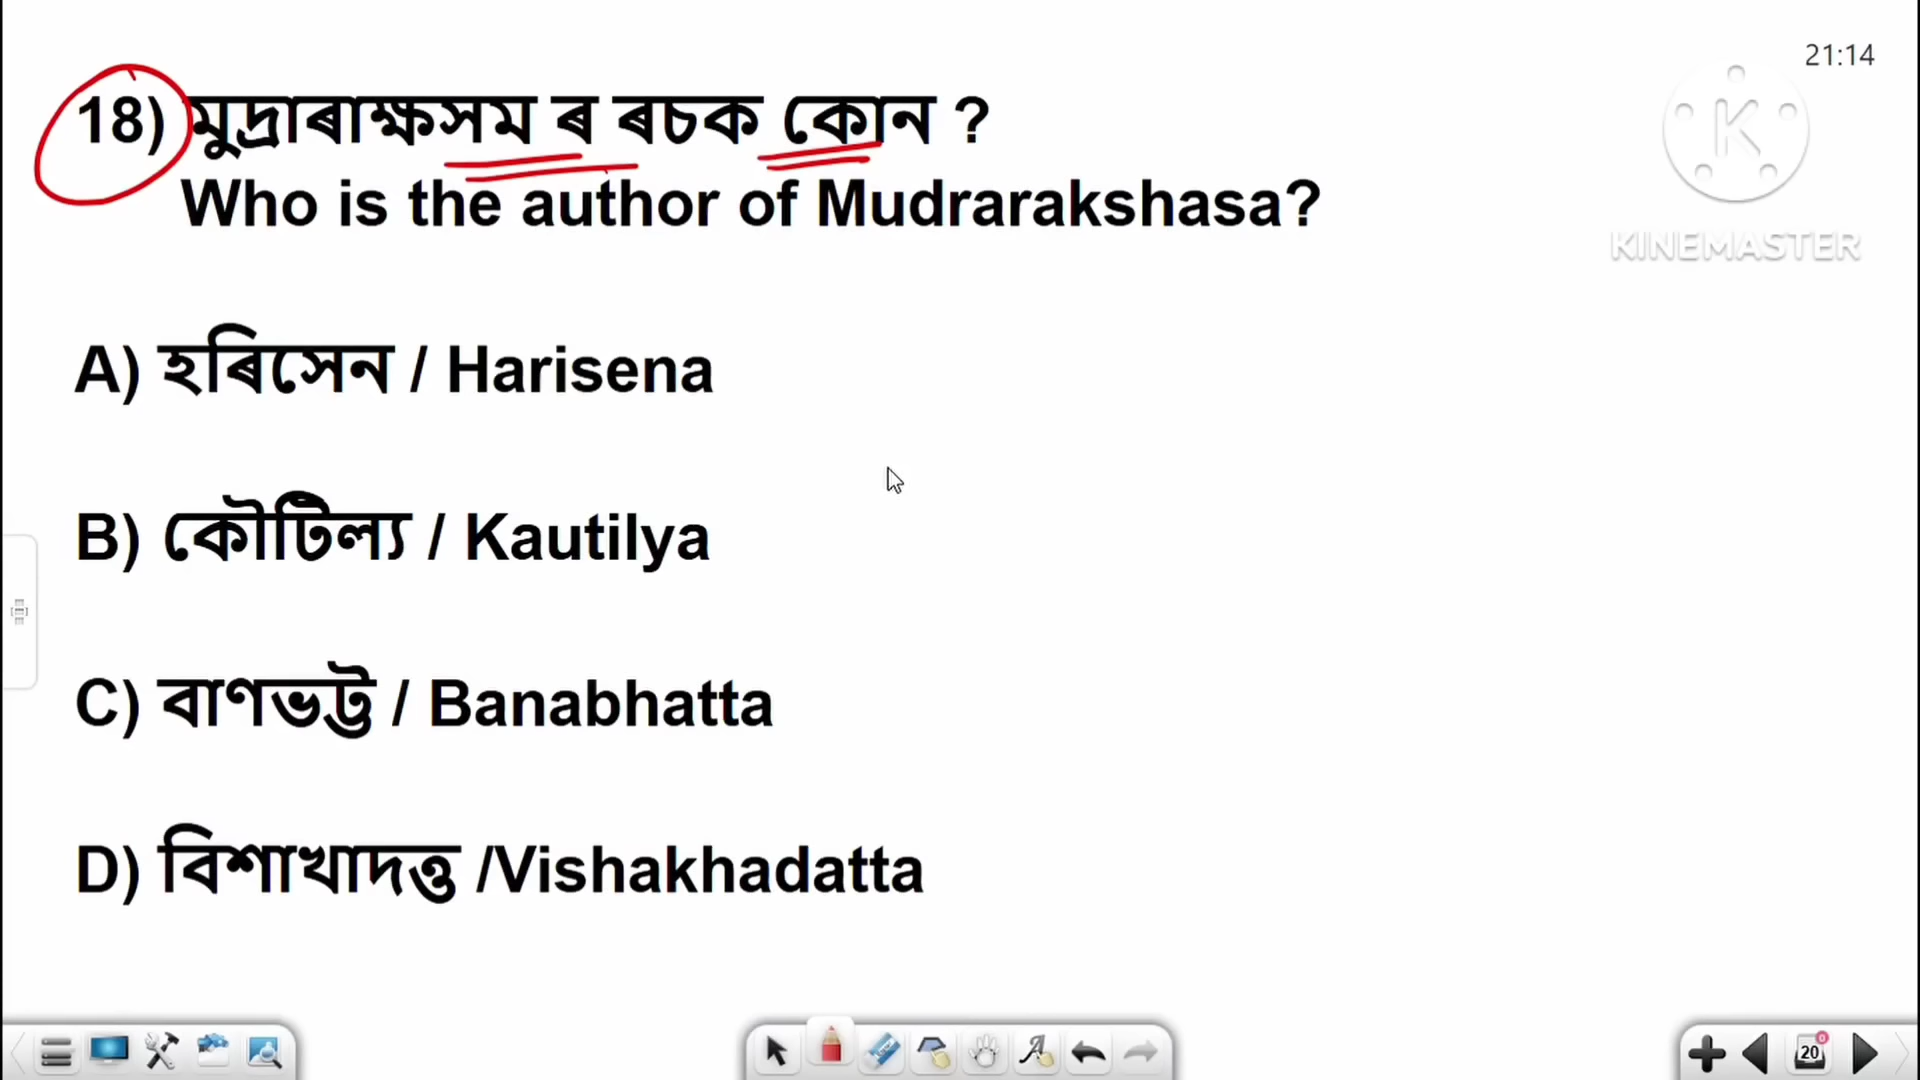 21:14
18) মুদ্ৰাৰাক্ষসম ৰ ৰচক কোন ?
Who is the author of Mudrarakshasa?
K
KINEMASTER
A) হৰিসেন / Harisena
B) কৌটিল্য / Kautilya
C) বাণভট্ট / Banabhatta
D) বিশাখাদত্ত /Vishakhadatta
20
0